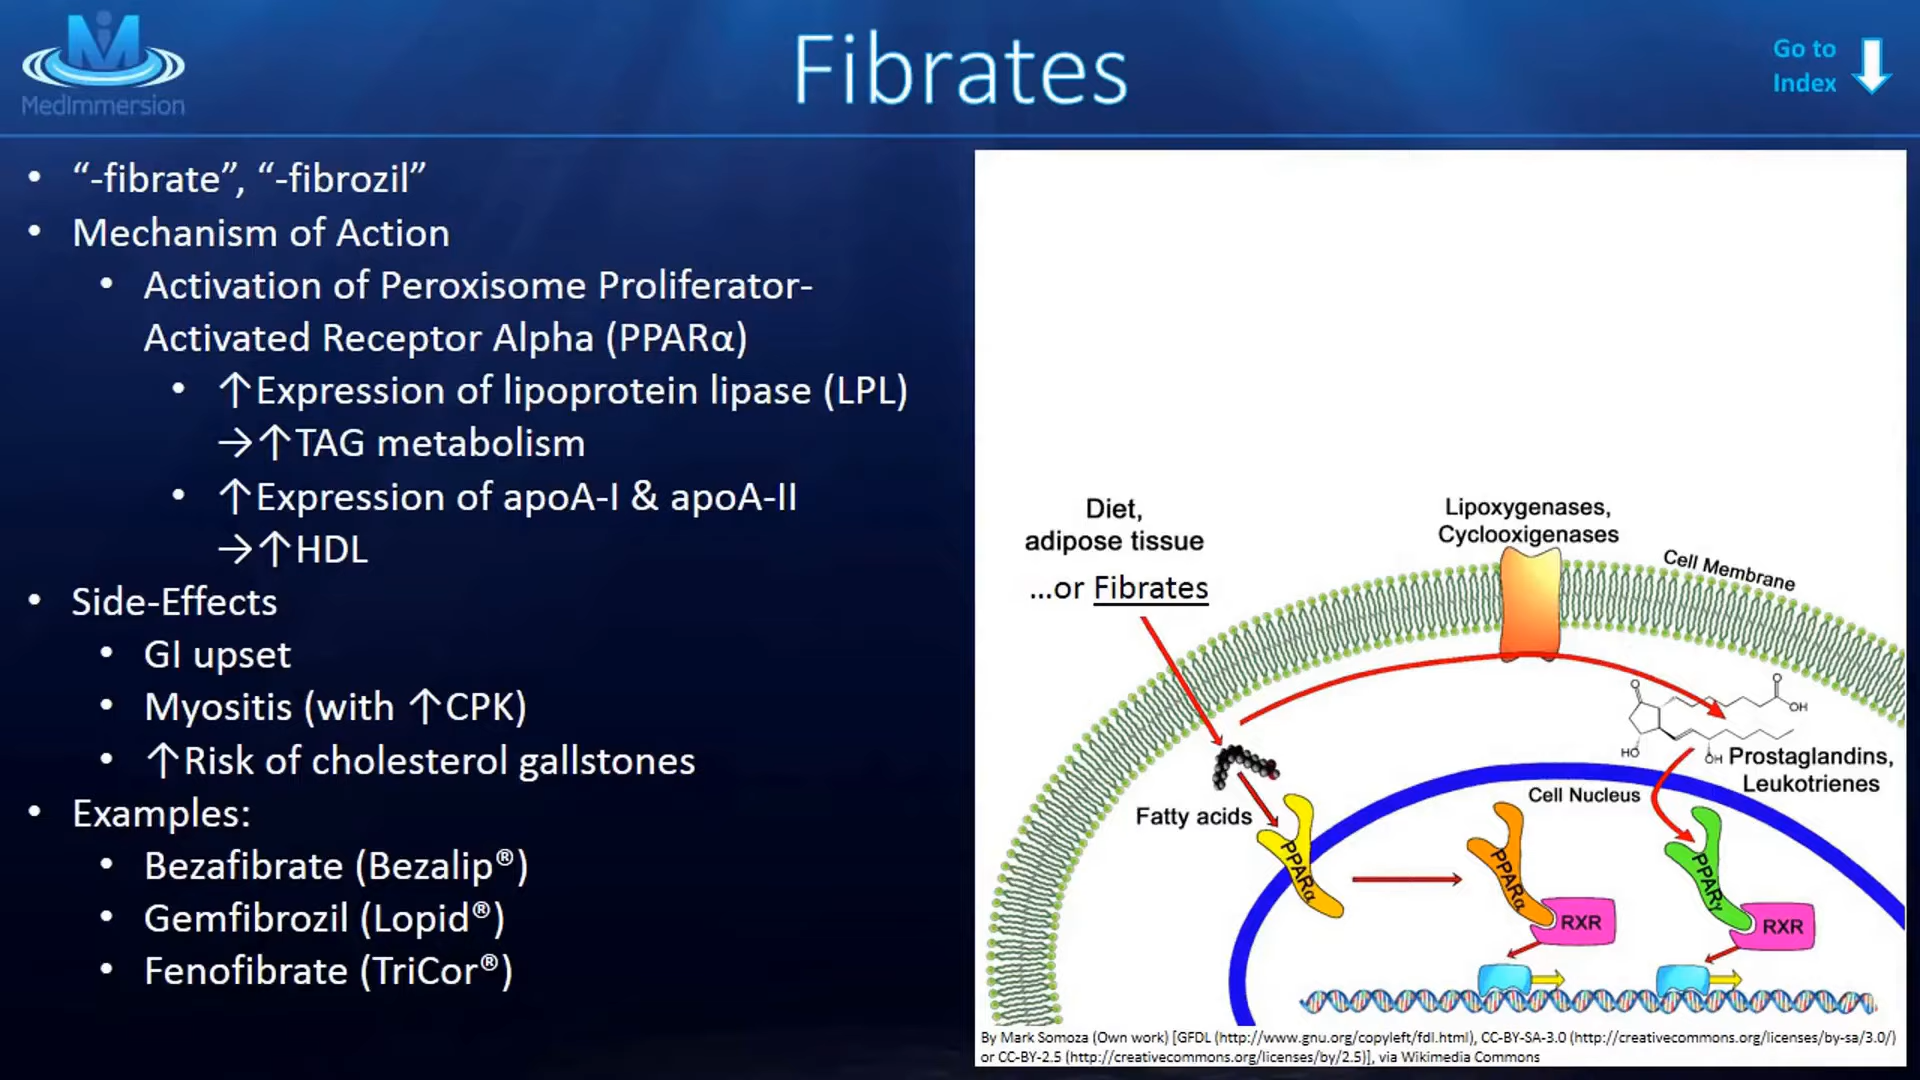 MedImmersion
Fibrates
Go to
Index
• “-fibrate”, “-fibrozil”
• Mechanism of Action
• Activation of Peroxisome Proliferator-
Activated Receptor Alpha (PPARα)
• ↑Expression of lipoprotein lipase (LPL)
→↑TAG metabolism
• ↑Expression of apoA-I & apoA-II
→↑HDL
• Side-Effects
• GI upset
• Myositis (with ↑CPK)
• ↑Risk of cholesterol gallstones
• Examples:
• Bezafibrate (Bezalip®)
• Gemfibrozil (Lopid®)
• Fenofibrate (TriCor®)
Diet,
adipose tissue
...or Fibrates
Lipoxygenases,
Cyclooxigenases
Cell Membrane
O
O
OH
HO
OH
Prostaglandins,
Leukotrienes
Cell Nucleus
Fatty acids
PPARα
PPARα
RXR
PPARγ
RXR
By Mark Somoza (Own work) [GFDL (http://www.gnu.org/copyleft/fdl.html), CC-BY-SA-3.0 (http://creativecommons.org/licenses/by-sa/3.0/)
or CC-BY-2.5 (http://creativecommons.org/licenses/by/2.5)], via Wikimedia Commons